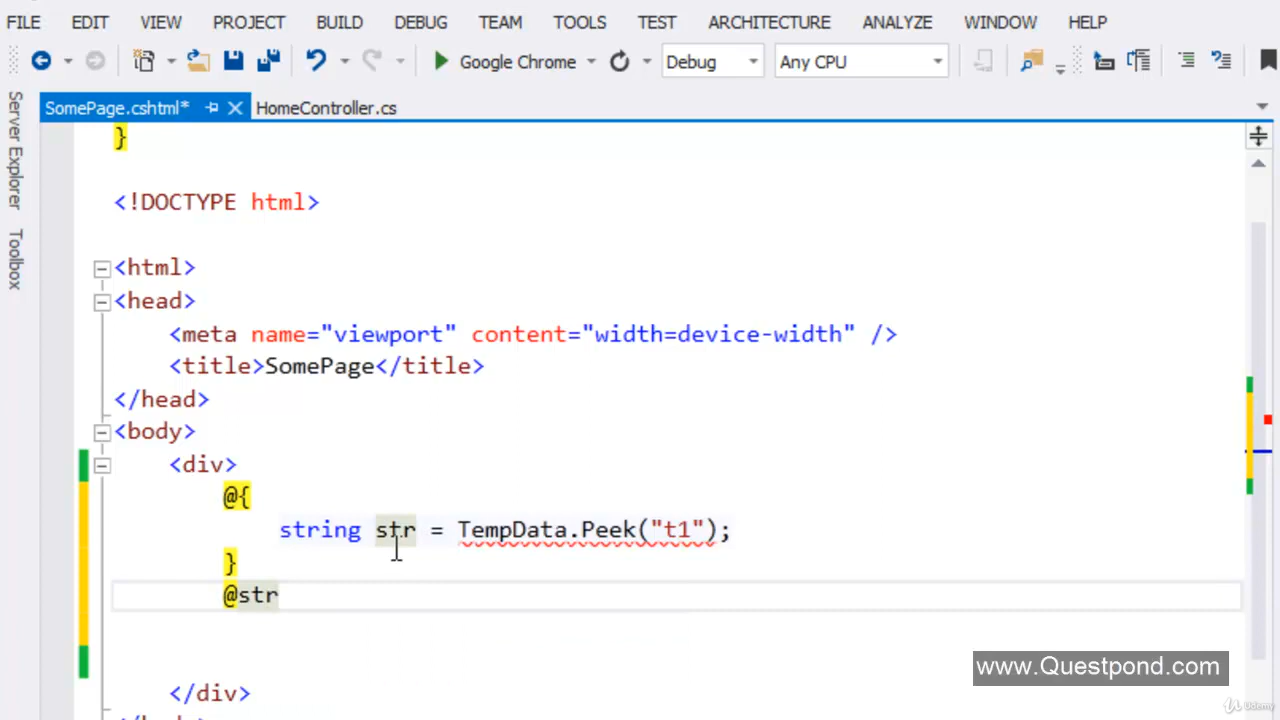 FILE EDIT VIEW PROJECT BUILD DEBUG TEAM TOOLS TEST ARCHITECTURE ANALYZE WINDOW HELP
Google Chrome Debug Any CPU
SomePage.cshtml* HomeController.cs
Server Explorer
Toolbox
}
<!DOCTYPE html>
<html>
<head>
<meta name="viewport" content="width=device-width" />
<title>SomePage</title>
</head>
<body>
<div>
@{
string str = TempData.Peek("t1");
}
@str
</div>
www.Questpond.com
Udemy